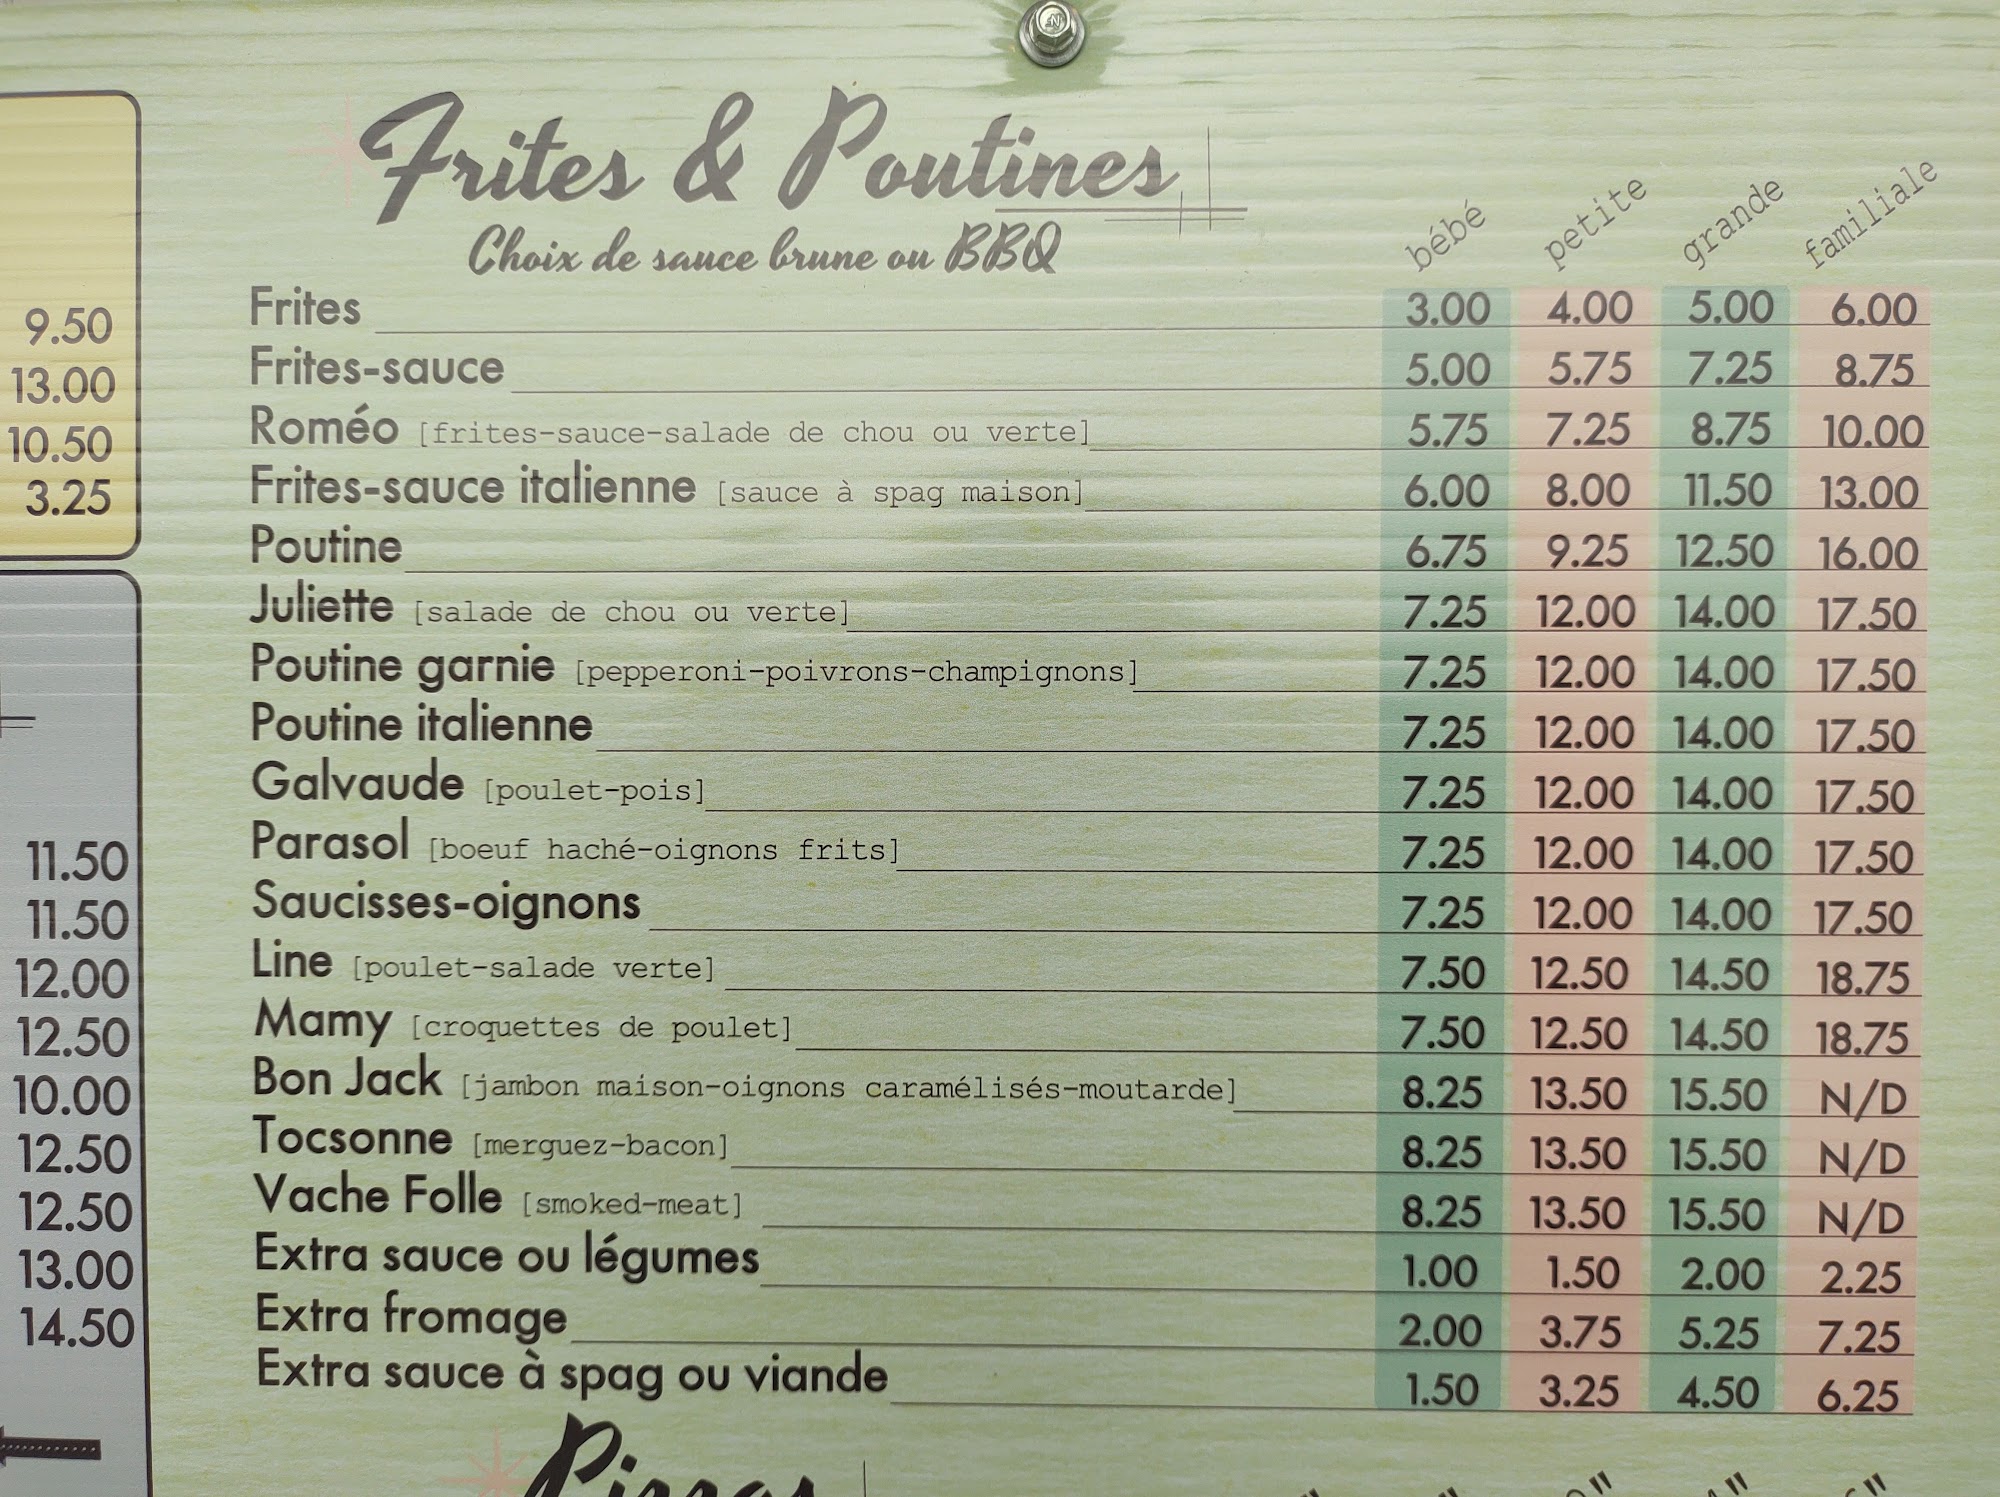 9.50
13.00
10.50
3.25
11.50
11.50
12.00
12.50
10.00
12.50
12.50
13.00
14.50
Frites & Poutines
Choix de sauce brune ou BBQ
bébé petite grande familiale
Frites 3.00 4.00 5.00 6.00
Frites-sauce 5.00 5.75 7.25 8.75
Roméo [frites-sauce-salade de chou ou verte] 5.75 7.25 8.75 10.00
Frites-sauce italienne [sauce à spag maison] 6.00 8.00 11.50 13.00
Poutine 6.75 9.25 12.50 16.00
Juliette [salade de chou ou verte] 7.25 12.00 14.00 17.50
Poutine garnie [pepperoni-poivrons-champignons] 7.25 12.00 14.00 17.50
Poutine italienne 7.25 12.00 14.00 17.50
Galvaude [poulet-pois] 7.25 12.00 14.00 17.50
Parasol [boeuf haché-oignons frits] 7.25 12.00 14.00 17.50
Saucisses-oignons 7.25 12.00 14.00 17.50
Line [poulet-salade verte] 7.50 12.50 14.50 18.75
Mamy [croquettes de poulet] 7.50 12.50 14.50 18.75
Bon Jack [jambon maison-oignons caramélisés-moutarde] 8.25 13.50 15.50 N/D
Tocsonne [merguez-bacon] 8.25 13.50 15.50 N/D
Vache Folle [smoked-meat] 8.25 13.50 15.50 N/D
Extra sauce ou légumes 1.00 1.50 2.00 2.25
Extra fromage 2.00 3.75 5.25 7.25
Extra sauce à spag ou viande 1.50 3.25 4.50 6.25